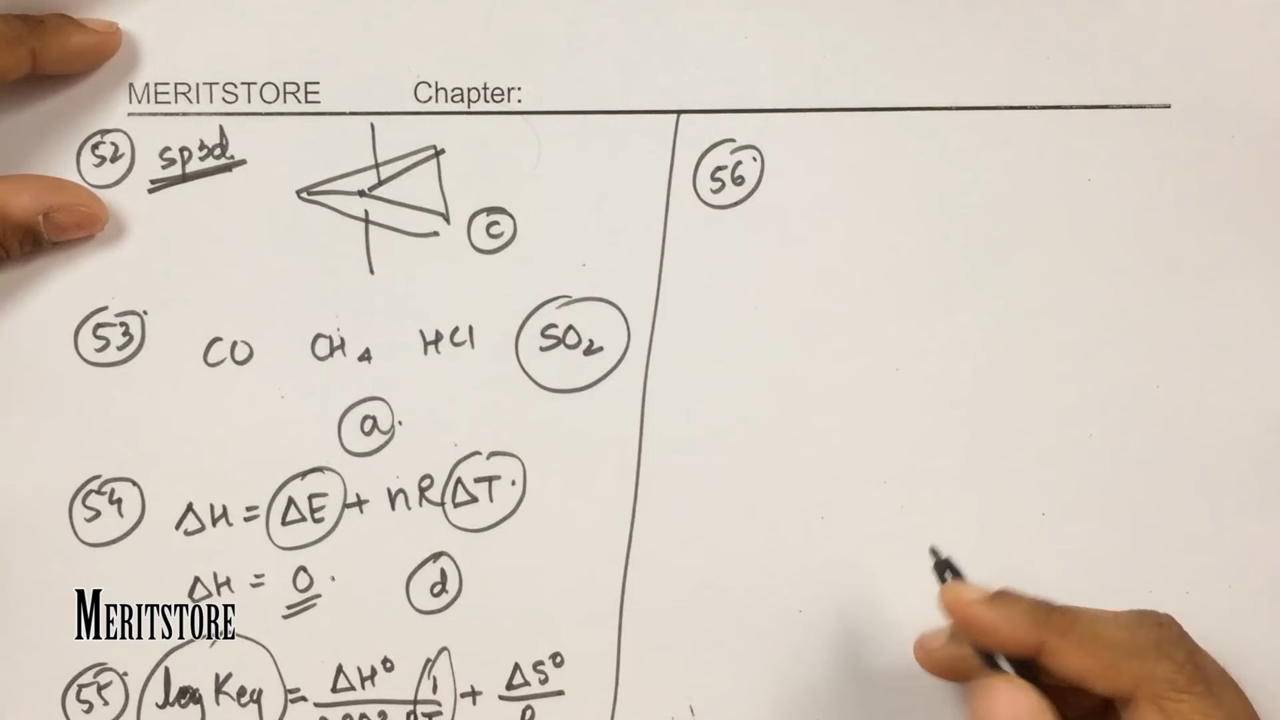 MERITSTORE Chapter:
52 sp3d
c
53 CO CH4 HCl SO2
a.
54 ΔH = ΔE + nRΔT.
ΔH = 0. d
MERITSTORE
55 log Keq = ΔH° 1 + ΔS°
56